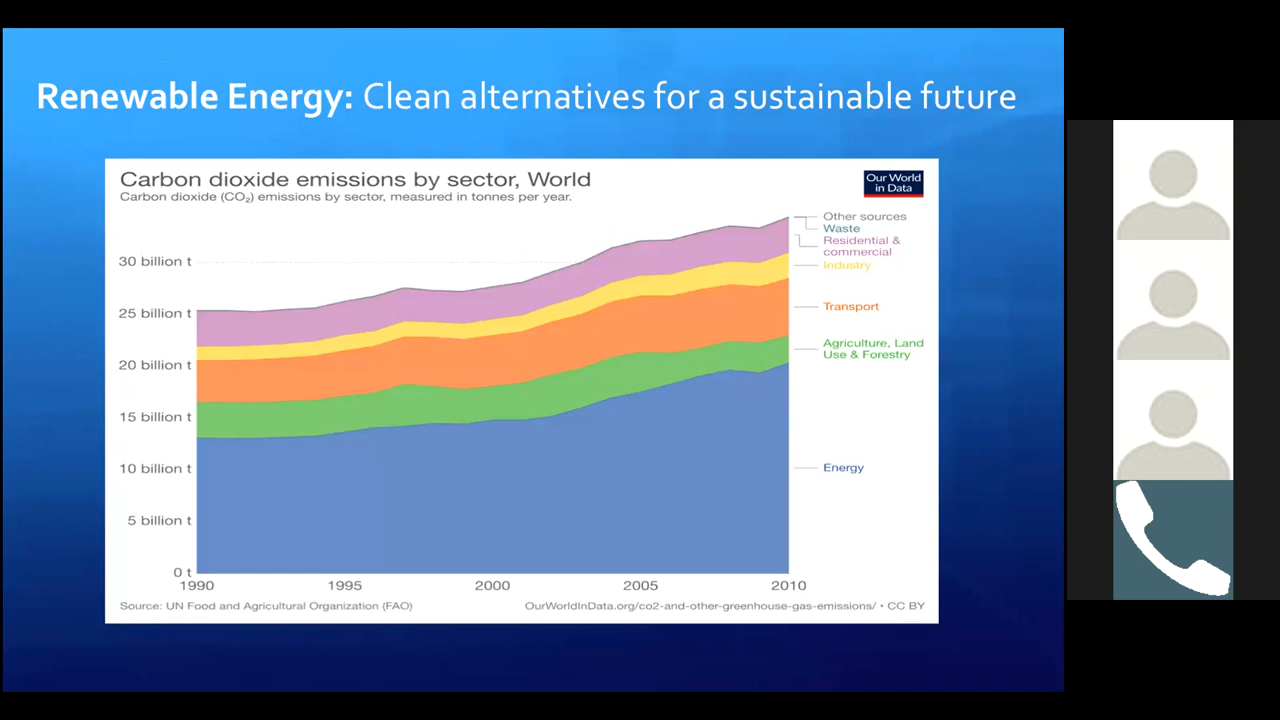 Renewable Energy: Clean alternatives for a sustainable future
Carbon dioxide emissions by sector, World
Carbon dioxide (CO₂) emissions by sector, measured in tonnes per year.
Our World
in Data
30 billion t
25 billion t
20 billion t
15 billion t
10 billion t
5 billion t
0 t
Other sources
Waste
Residential &
commercial
Industry
Transport
Agriculture, Land
Use & Forestry
Energy
1990
1995
2000
2005
2010
Source: UN Food and Agricultural Organization (FAO)
OurWorldInData.org/co2-and-other-greenhouse-gas-emissions/ • CC BY